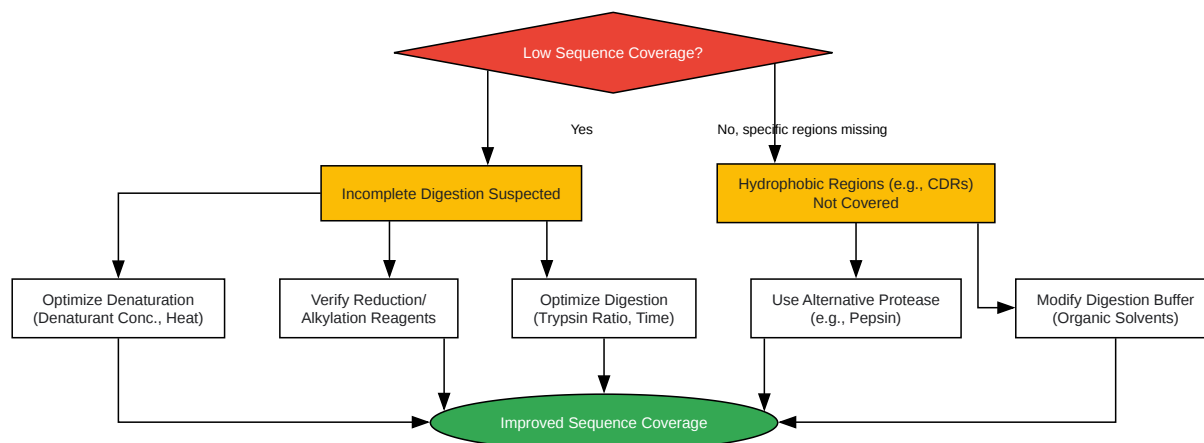 Low Sequence Coverage?
Yes
No, specific regions missing
Incomplete Digestion Suspected
Hydrophobic Regions (e.g., CDRs)
Not Covered
Optimize Denaturation
(Denaturant Conc., Heat)
Verify Reduction/
Alkylation Reagents
Optimize Digestion
(Trypsin Ratio, Time)
Use Alternative Protease
(e.g., Pepsin)
Modify Digestion Buffer
(Organic Solvents)
Improved Sequence Coverage